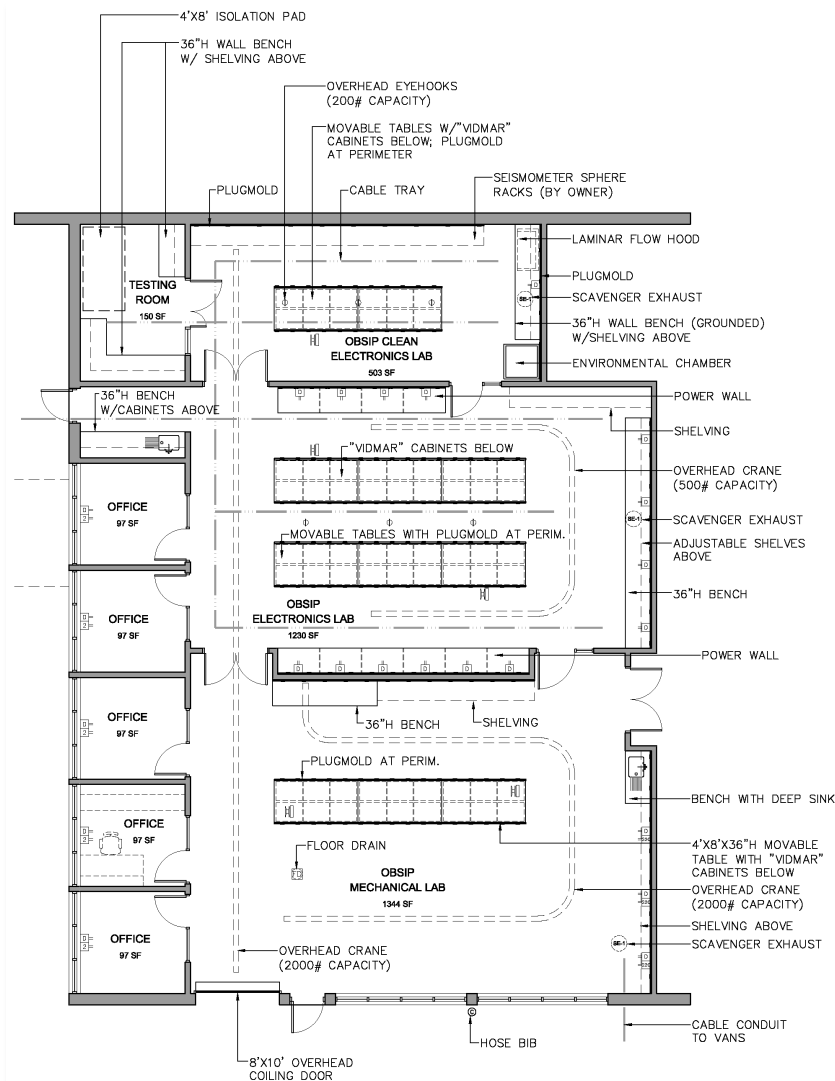 4'X8' ISOLATION PAD
36"H WALL BENCH
W/ SHELVING ABOVE
OVERHEAD EYEHOOKS
(200# CAPACITY)
MOVABLE TABLES W/"VIDMAR"
CABINETS BELOW; PLUGMOLD
AT PERIMETER
SEISMOMETER SPHERE
RACKS (BY OWNER)
PLUGMOLD
CABLE TRAY
LAMINAR FLOW HOOD
PLUGMOLD
TESTING
ROOM
150 SF
SE-1
SCAVENGER EXHAUST
OBSIP CLEAN
ELECTRONICS LAB
503 SF
36"H WALL BENCH (GROUNDED)
W/SHELVING ABOVE
ENVIRONMENTAL CHAMBER
36"H BENCH
W/CABINETS ABOVE
POWER WALL
SHELVING
"VIDMAR" CABINETS BELOW
OVERHEAD CRANE
(500# CAPACITY)
OFFICE
97 SF
SE-1
SCAVENGER EXHAUST
MOVABLE TABLES WITH PLUGMOLD AT PERIM.
ADJUSTABLE SHELVES
ABOVE
36"H BENCH
OFFICE
97 SF
OBSIP
ELECTRONICS LAB
1230 SF
POWER WALL
OFFICE
97 SF
36"H BENCH
SHELVING
PLUGMOLD AT PERIM.
BENCH WITH DEEP SINK
OFFICE
97 SF
FLOOR DRAIN
FD
4'X8'X36"H MOVABLE
TABLE WITH "VIDMAR"
CABINETS BELOW
OBSIP
MECHANICAL LAB
1344 SF
OVERHEAD CRANE
(2000# CAPACITY)
OFFICE
97 SF
SHELVING ABOVE
SE-1
SCAVENGER EXHAUST
OVERHEAD CRANE
(2000# CAPACITY)
HOSE BIB
CABLE CONDUIT
TO VANS
8'X10' OVERHEAD
COILING DOOR